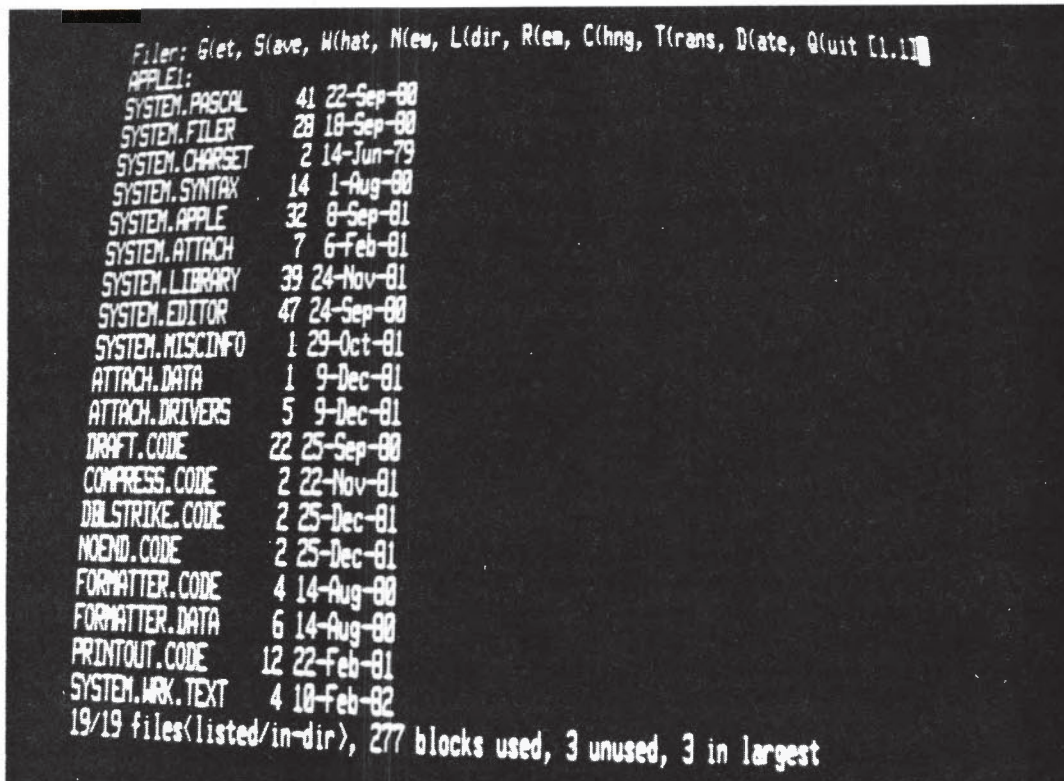 Filer: G(et, S(ave, W(hat, N(ew, L(dir, R(em, C(hng, T(rans, D(ate, Q(uit [1.1]
APPLE1:
SYSTEM.PASCAL 41 22-Sep-80
SYSTEM.FILER 28 18-Sep-80
SYSTEM.CHARSET 2 14-Jun-79
SYSTEM.SYNTAX 14 1-Aug-80
SYSTEM.APPLE 32 8-Sep-81
SYSTEM.ATTACH 7 6-Feb-81
SYSTEM.LIBRARY 39 24-Nov-81
SYSTEM.EDITOR 47 24-Sep-80
SYSTEM.MISCINFO 1 29-Oct-81
ATTACH.DATA 1 9-Dec-81
ATTACH.DRIVERS 5 9-Dec-81
DRAFT.CODE 22 25-Sep-80
COMPRESS.CODE 2 22-Nov-81
DBLSTRIKE.CODE 2 25-Dec-81
NOEND.CODE 2 25-Dec-81
FORMATTER.CODE 4 14-Aug-80
FORMATTER.DATA 6 14-Aug-80
PRINTOUT.CODE 12 22-Feb-81
SYSTEM.WRK.TEXT 4 10-Feb-82
19/19 files(listed/in-dir), 277 blocks used, 3 unused, 3 in largest